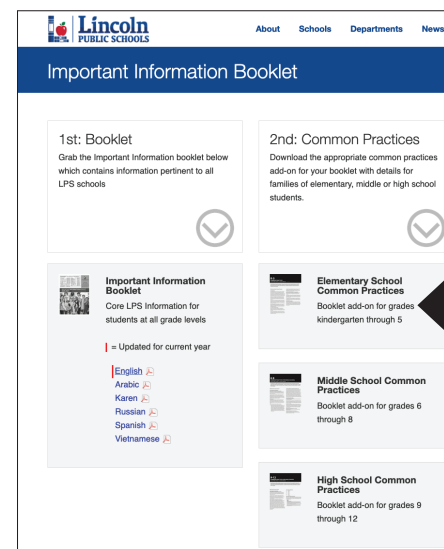 Lincoln
PUBLIC SCHOOLS
About Schools Departments News
Important Information Booklet
1st: Booklet
Grab the Important Information booklet below
which contains information pertinent to all
LPS schools
2nd: Common Practices
Download the appropriate common practices
add-on for your booklet with details for
families of elementary, middle or high school
students.
Important Information
Booklet
Core LPS Information for
students at all grade levels
= Updated for current year
English
Arabic
Karen
Russian
Spanish
Vietnamese
Elementary School
Common Practices
Booklet add-on for grades
kindergarten through 5
Middle School Common
Practices
Booklet add-on for grades 6
through 8
High School Common
Practices
Booklet add-on for grades 9
through 12